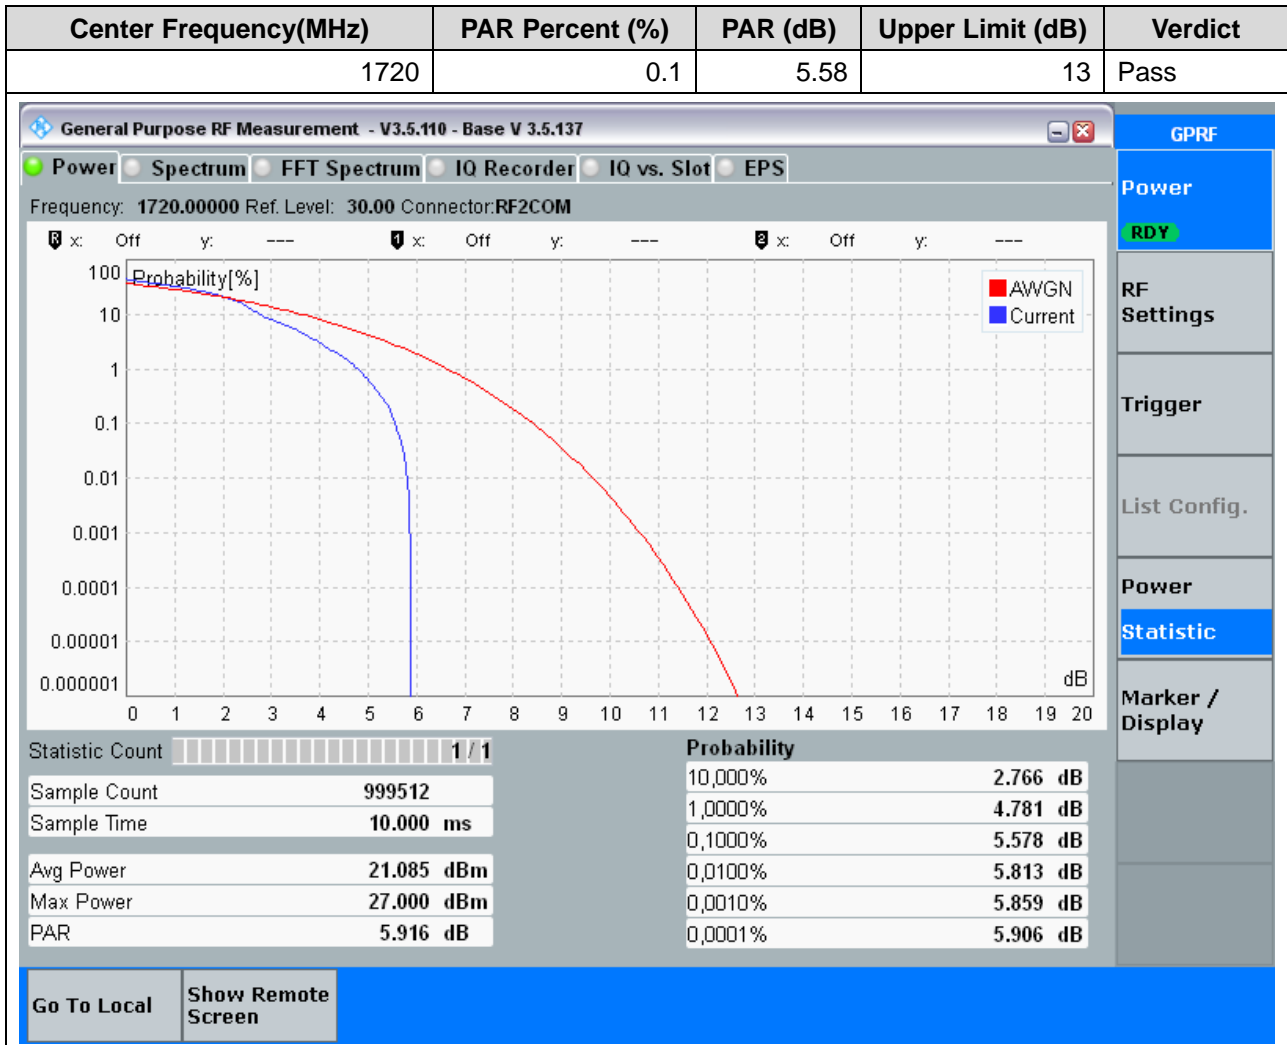 Center Frequency(MHz) PAR Percent (%) PAR (dB) Upper Limit (dB) Verdict
1720 0.1 5.58 13 Pass
General Purpose RF Measurement - V3.5.110 - Base V 3.5.137
GPRF
Power Spectrum FFT Spectrum IQ Recorder IQ vs. Slot EPS
Frequency: 1720.00000 Ref. Level: 30.00 Connector:RF2COM
R x: Off y: --- 1 x: Off y: --- 2 x: Off y: ---
Probability[%]
100
10
1
0.1
0.01
0.001
0.0001
0.00001
0.000001
AWGN
Current
dB
0 1 2 3 4 5 6 7 8 9 10 11 12 13 14 15 16 17 18 19 20
Statistic Count 1 / 1
Sample Count 999512
Sample Time 10.000 ms
Avg Power 21.085 dBm
Max Power 27.000 dBm
PAR 5.916 dB
Probability
10,000% 2.766 dB
1,0000% 4.781 dB
0,1000% 5.578 dB
0,0100% 5.813 dB
0,0010% 5.859 dB
0,0001% 5.906 dB
Power
RDY
RF
Settings
Trigger
List Config.
Power
Statistic
Marker /
Display
Go To Local
Show Remote
Screen